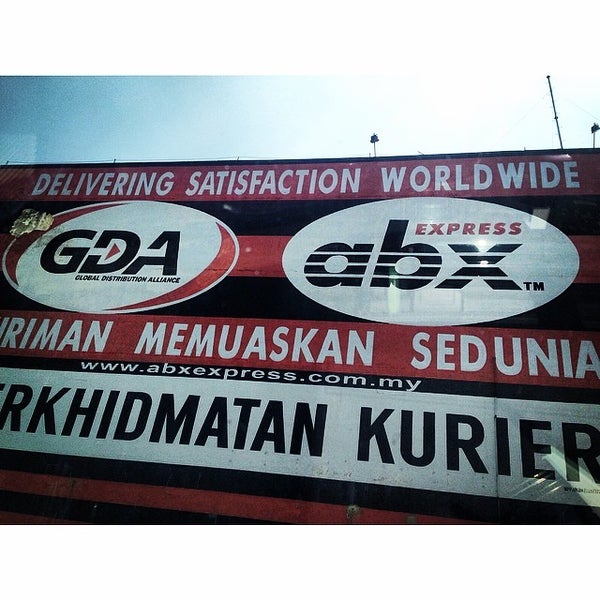 DELIVERING SATISFACTION WORLDWIDE
GDA
GLOBAL DISTRIBUTION ALLIANCE
EXPRESS
abx TM
IRIMAN MEMUASKAN SEDUNIA
www.abxexpress.com.my
ERKHIDMATAN KURIER